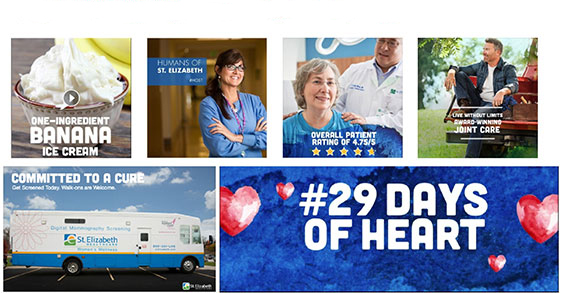 ONE-INGREDIENT
BANANA
ICE CREAM
HUMANS OF
ST. ELIZABETH
OVERALL PATIENT
RATING OF 4.75/5
LIVE WITHOUT LIMITS
AWARD-WINNING
JOINT CARE
COMMITTED TO A CURE
Get Screened Today. Walk-ons are Welcome.
Digital Mammography Screening
St. Elizabeth
HEALTHCARE
Women's Wellness
St. Elizabeth
#29 DAYS
OF HEART